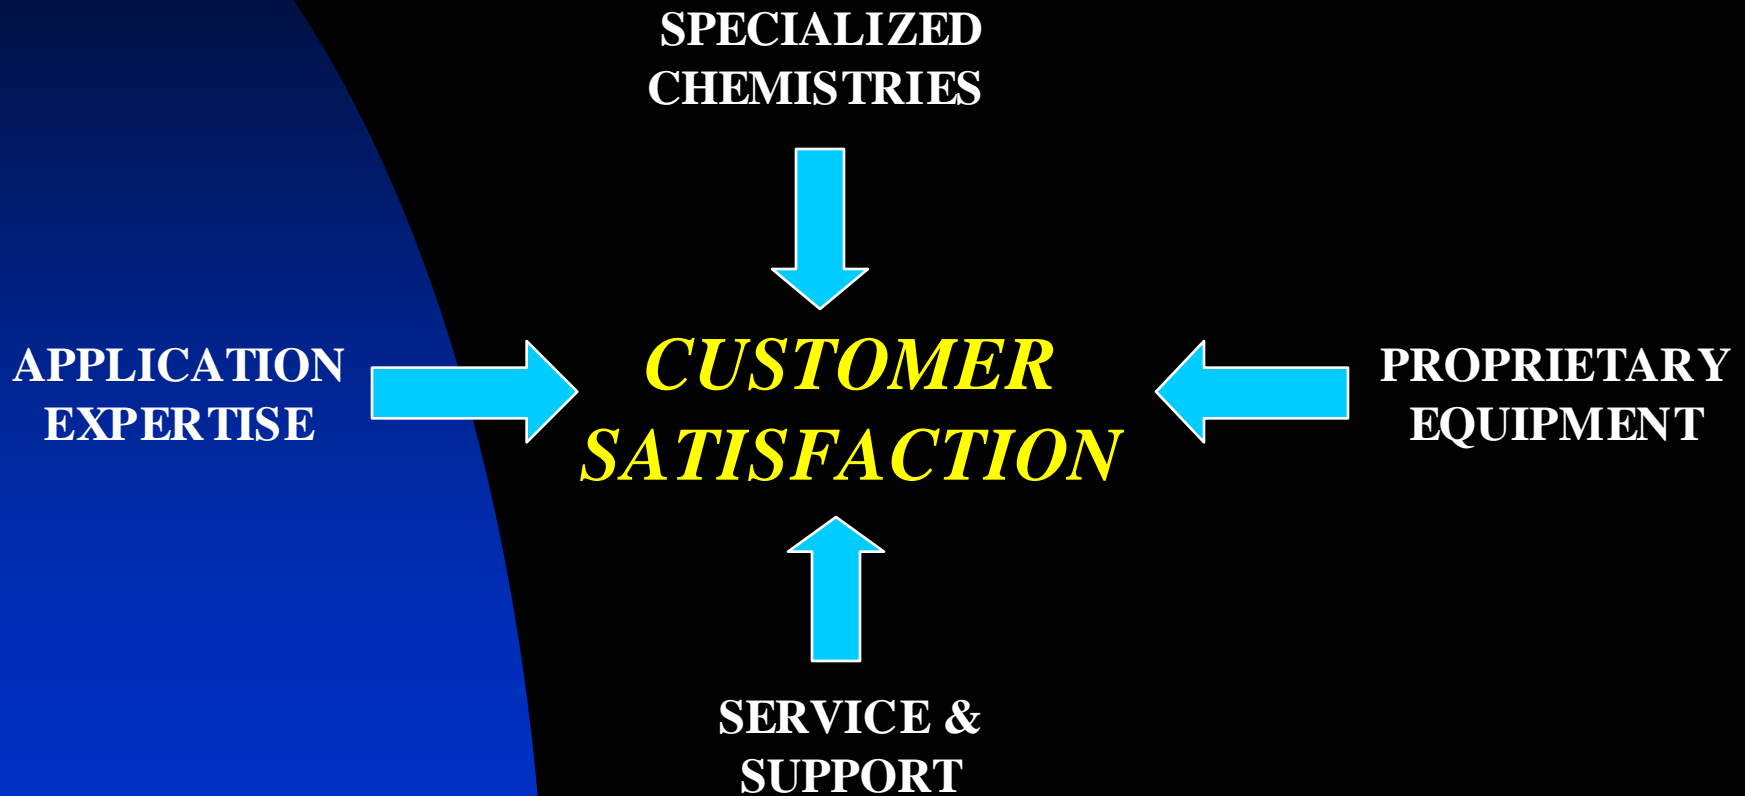 SPECIALIZED
CHEMISTRIES
APPLICATION
EXPERTISE
CUSTOMER
SATISFACTION
PROPRIETARY
EQUIPMENT
SERVICE &
SUPPORT